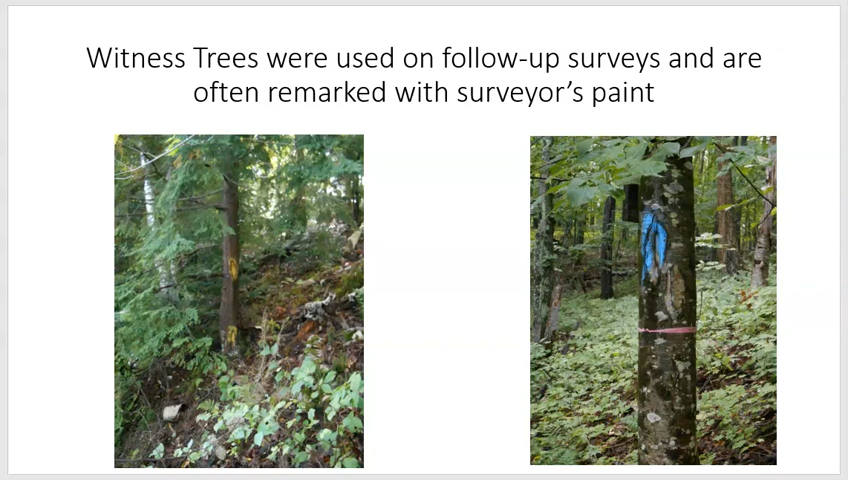 Witness Trees were used on follow-up surveys and are
often remarked with surveyor’s paint